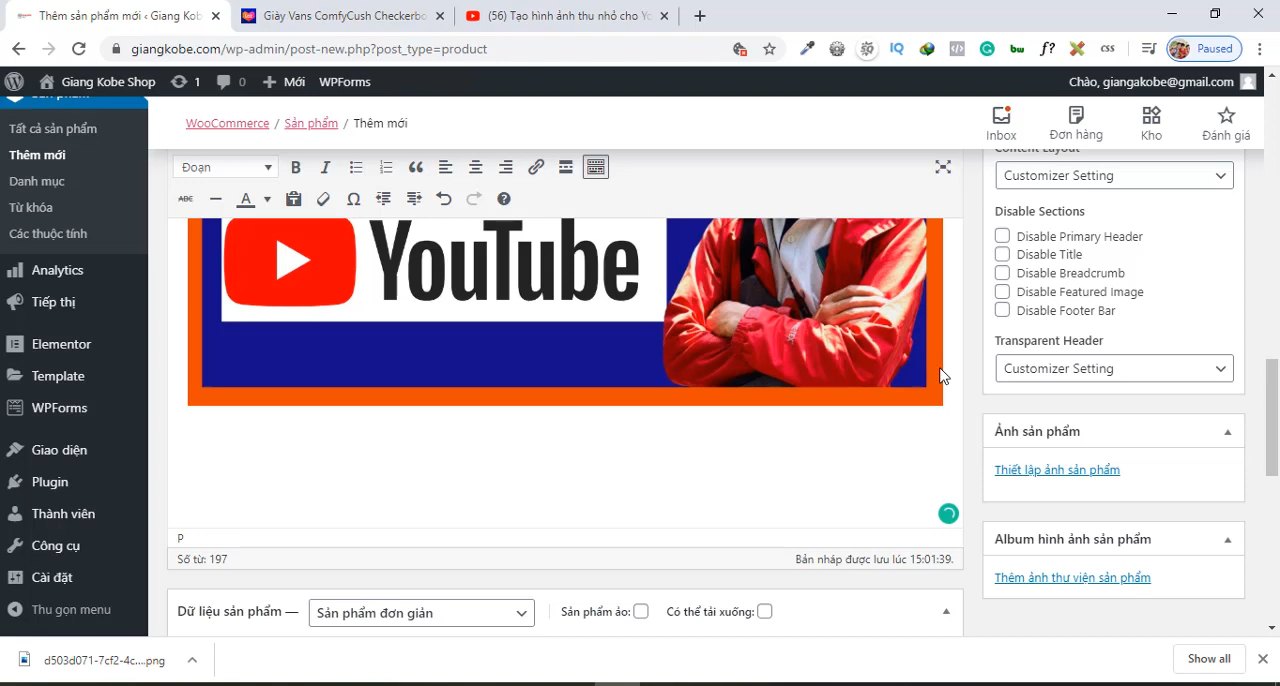 Thêm sản phẩm mới ‹ Giang Kob
Giày Vans ComfyCush Checkerbo
(56) Tạo hình ảnh thu nhỏ cho Yo
giangkobe.com/wp-admin/post-new.php?post_type=product
IQ
bw
f?
css
Paused
Giang Kobe Shop
1
0
Mới
WPForms
Chào, giangakobe@gmail.com
Tất cả sản phẩm
Thêm mới
Danh mục
Từ khóa
Các thuộc tính
Analytics
Tiếp thị
Elementor
Template
WPForms
Giao diện
Plugin
Thành viên
Công cụ
Cài đặt
Thu gọn menu
WooCommerce / Sản phẩm / Thêm mới
Inbox
Đơn hàng
Kho
Đánh giá
Đoạn
B
I
ABC
A
Ω
YouTube
P
Số từ: 197
Bản nháp được lưu lúc 15:01:39.
Dữ liệu sản phẩm —
Sản phẩm đơn giản
Sản phẩm ảo:
Có thể tải xuống:
Content Layout
Customizer Setting
Disable Sections
Disable Primary Header
Disable Title
Disable Breadcrumb
Disable Featured Image
Disable Footer Bar
Transparent Header
Customizer Setting
Ảnh sản phẩm
Thiết lập ảnh sản phẩm
Album hình ảnh sản phẩm
Thêm ảnh thư viện sản phẩm
d503d071-7cf2-4c....png
Show all